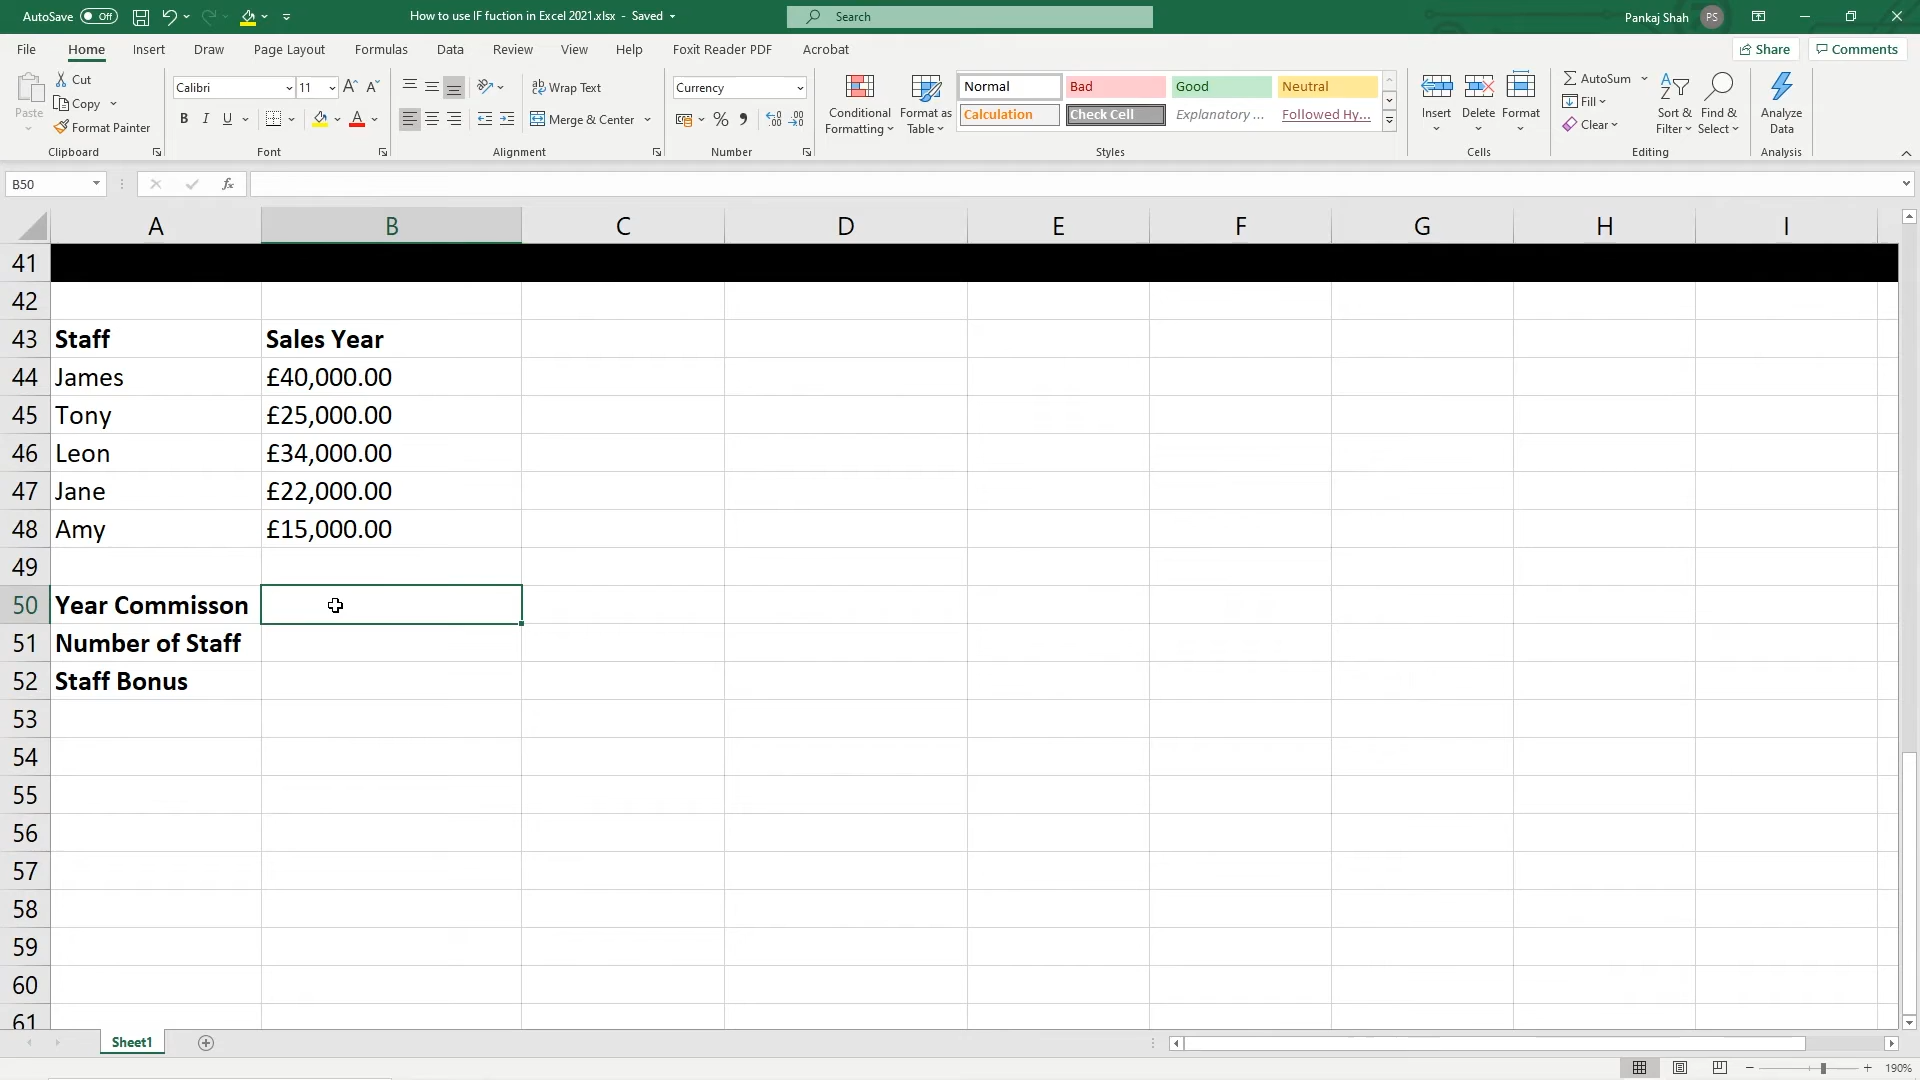 AutoSave Off How to use IF fuction in Excel 2021.xlsx - Saved Search Pankaj Shah PS
File Home Insert Draw Page Layout Formulas Data Review View Help Foxit Reader PDF Acrobat Share Comments
Paste Cut Copy Format Painter
Clipboard
Calibri 11
B I U A A
Font
Wrap Text
Merge & Center
Alignment
Currency
% 9
Number
Conditional Formatting
Format as Table
Normal Bad Good Neutral
Calculation Check Cell Explanatory ... Followed Hy...
Styles
Insert Delete Format
Cells
AutoSum
Fill
Clear
Sort & Filter
Find & Select
Editing
Analyze Data
Analysis
B50 fx
A B C D E F G H I
41
42
43 Staff Sales Year
44 James £40,000.00
45 Tony £25,000.00
46 Leon £34,000.00
47 Jane £22,000.00
48 Amy £15,000.00
49
50 Year Commisson
51 Number of Staff
52 Staff Bonus
53
54
55
56
57
58
59
60
61
Sheet1
190%